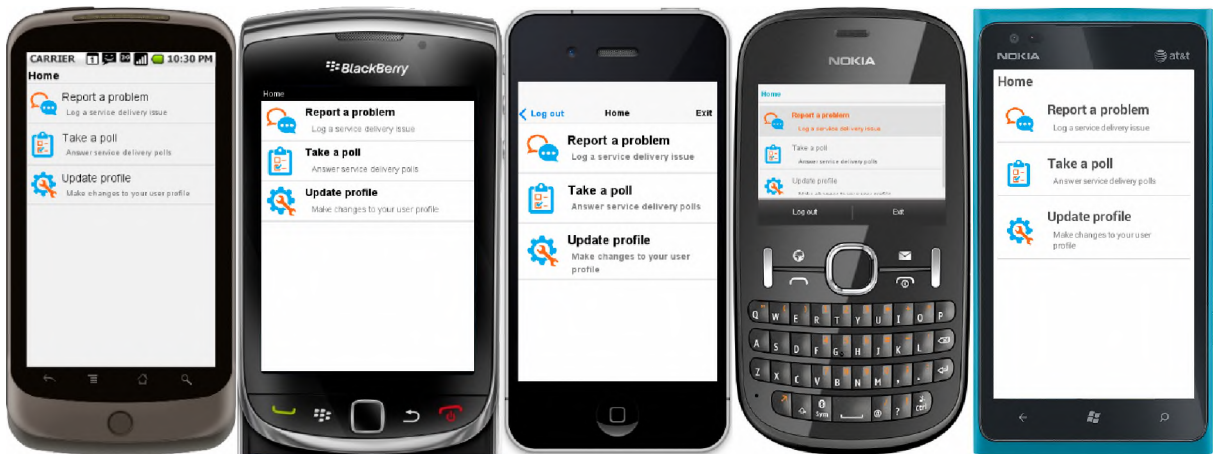 CARRIER 3G 10:30 PM
Home
Report a problem
Log a service delivery issue
Take a poll
Answer service delivery polls
Update profile
Make changes to your user profile
BlackBerry
Home
Report a problem
Log a service delivery issue
Take a poll
Answer service delivery polls
Update profile
Make changes to your user profile
Log out Home Exit
Report a problem
Log a service delivery issue
Take a poll
Answer service delivery polls
Update profile
Make changes to your user
profile
NOKIA
Home
Report a problem
Log a service delivery issue
Take a poll
Answer service delivery polls
Update profile
Make changes to your user profile
Log out Exit
Q W E R T Y U I O P
A S D F G H J K L
Z X C V B N M , .
Sym @ ? ctrl
NOKIA at&t
Home
Report a problem
Log a service delivery issue
Take a poll
Answer service delivery polls
Update profile
Make changes to your user
profile